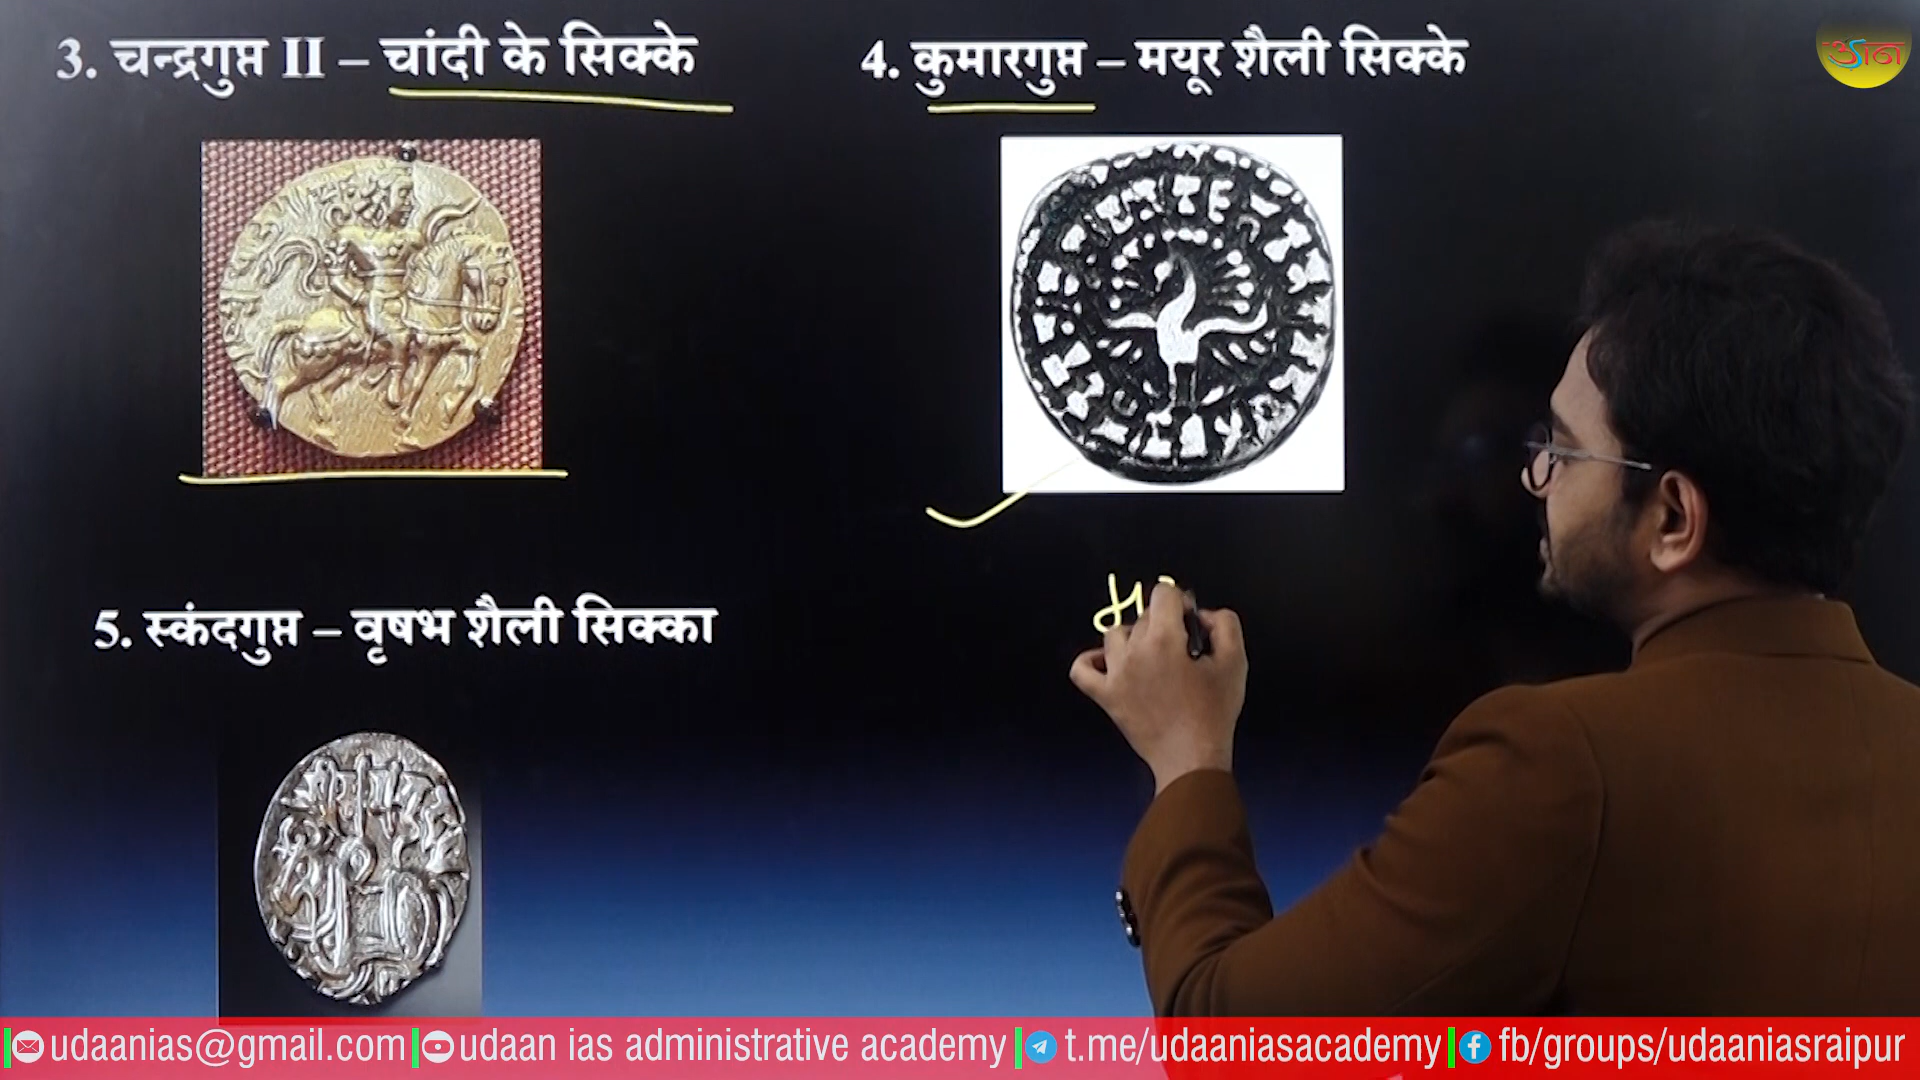 3. चन्द्रगुप्त II – चांदी के सिक्के
4. कुमारगुप्त – मयूर शैली सिक्के
उड़ान
म
5. स्कंदगुप्त – वृषभ शैली सिक्का
udaanias@gmail.com
udaan ias administrative academy
t.me/udaaniasacademy
fb/groups/udaaniasraipur